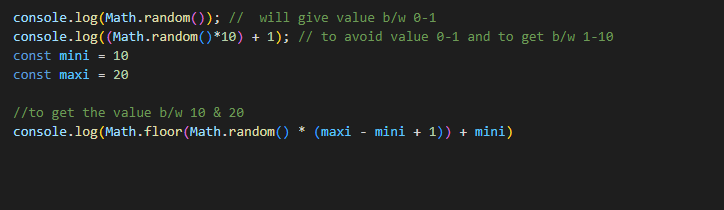 console.log(Math.random()); //  will give value b/w 0-1
console.log((Math.random()*10) + 1); // to avoid value 0-1 and to get b/w 1-10
const mini = 10
const maxi = 20
//to get the value b/w 10 & 20
console.log(Math.floor(Math.random() * (maxi - mini + 1)) + mini)